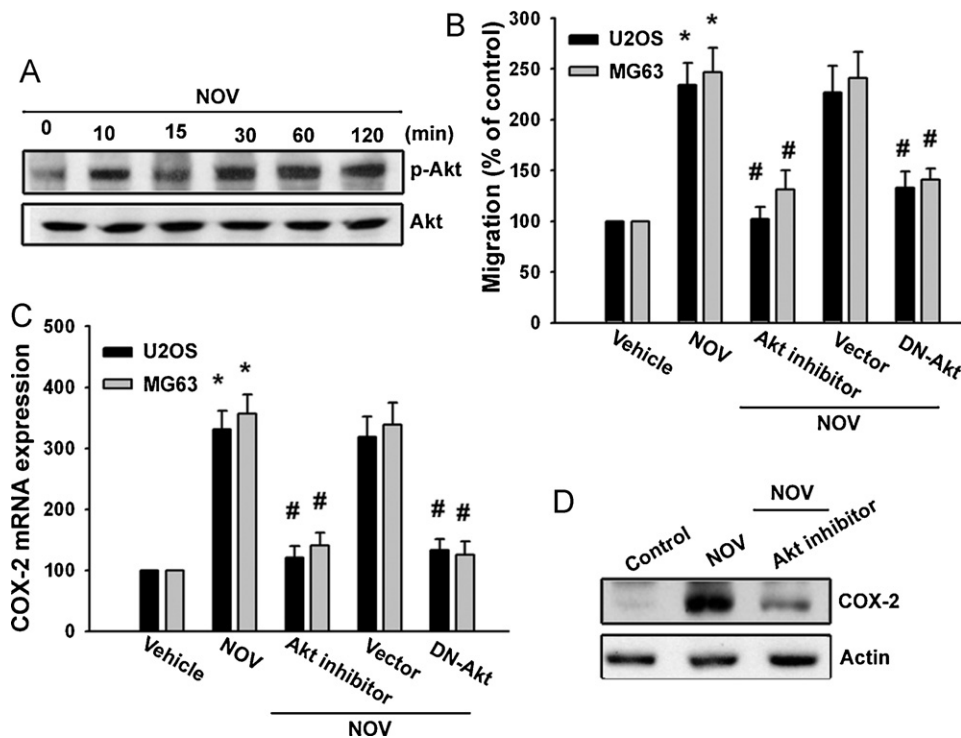 A
NOV
0 10 15 30 60 120 (min)
p-Akt
Akt
B
Migration (% of control)
300
250
200
150
100
50
0
U2OS
MG63
* *
# #
# #
Vehicle NOV Akt inhibitor Vector DN-Akt
NOV
C
COX-2 mRNA expression
500
400
300
200
100
0
U2OS
MG63
* *
# #
# #
Vehicle NOV Akt inhibitor Vector DN-Akt
NOV
D
NOV
Control NOV Akt inhibitor
COX-2
Actin